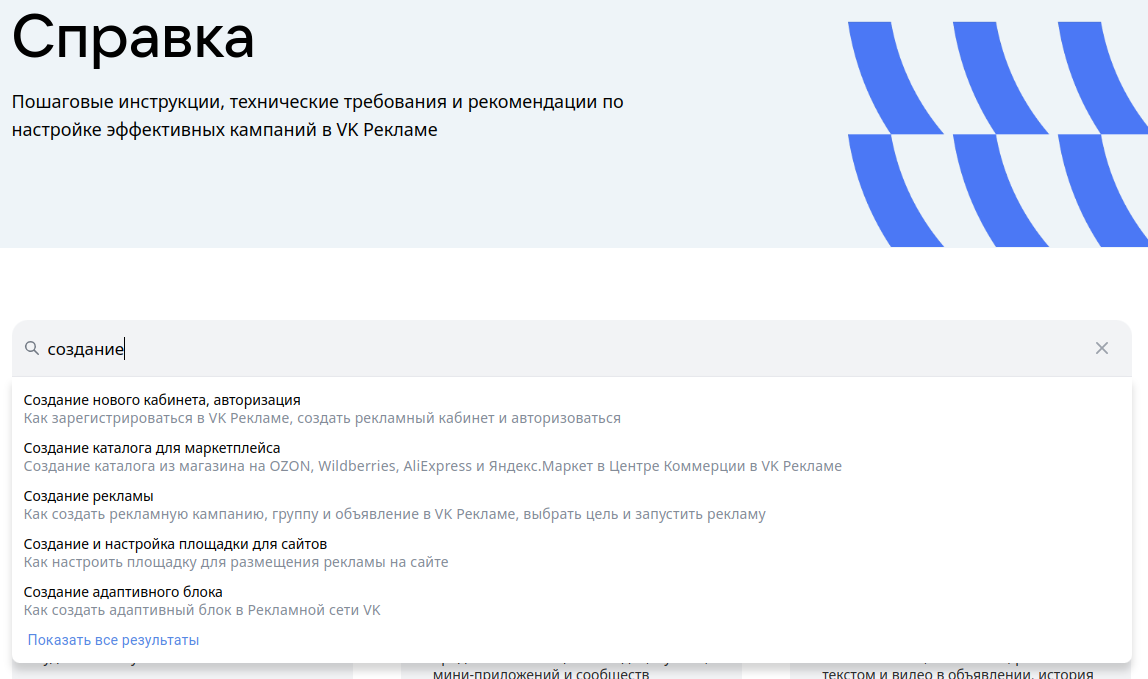 Справка
Пошаговые инструкции, технические требования и рекомендации по
настройке эффективных кампаний в VK Рекламе
создание
Создание нового кабинета, авторизация
Как зарегистрироваться в VK Рекламе, создать рекламный кабинет и авторизоваться
Создание каталога для маркетплейса
Создание каталога из магазина на OZON, Wildberries, AliExpress и Яндекс.Маркет в Центре Коммерции в VK Рекламе
Создание рекламы
Как создать рекламную кампанию, группу и объявление в VK Рекламе, выбрать цель и запустить рекламу
Создание и настройка площадки для сайтов
Как настроить площадку для размещения рекламы на сайте
Создание адаптивного блока
Как создать адаптивный блок в Рекламной сети VK
Показать все результаты
мини-приложений и сообществ
текстом и видео в объявлении, история